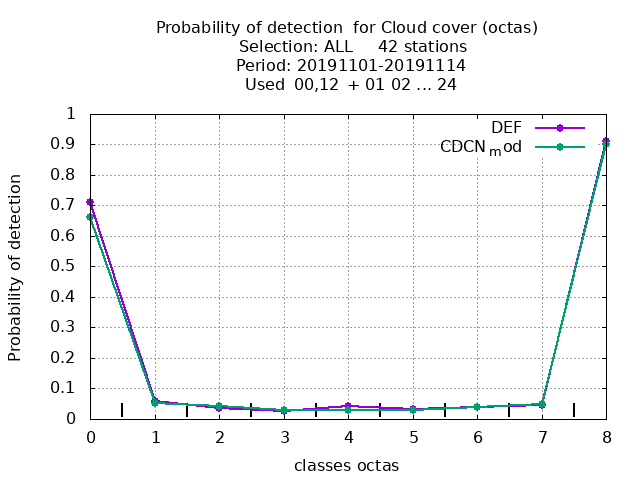 Probability of detection  for Cloud cover (octas)
Selection: ALL     42 stations
Period: 20191101-20191114
Used  00,12  + 01 02 ... 24
DEF
CDCN_mod
1
0.9
0.8
0.7
0.6
0.5
0.4
0.3
0.2
0.1
0
Probability of detection
0 1 2 3 4 5 6 7 8
classes octas